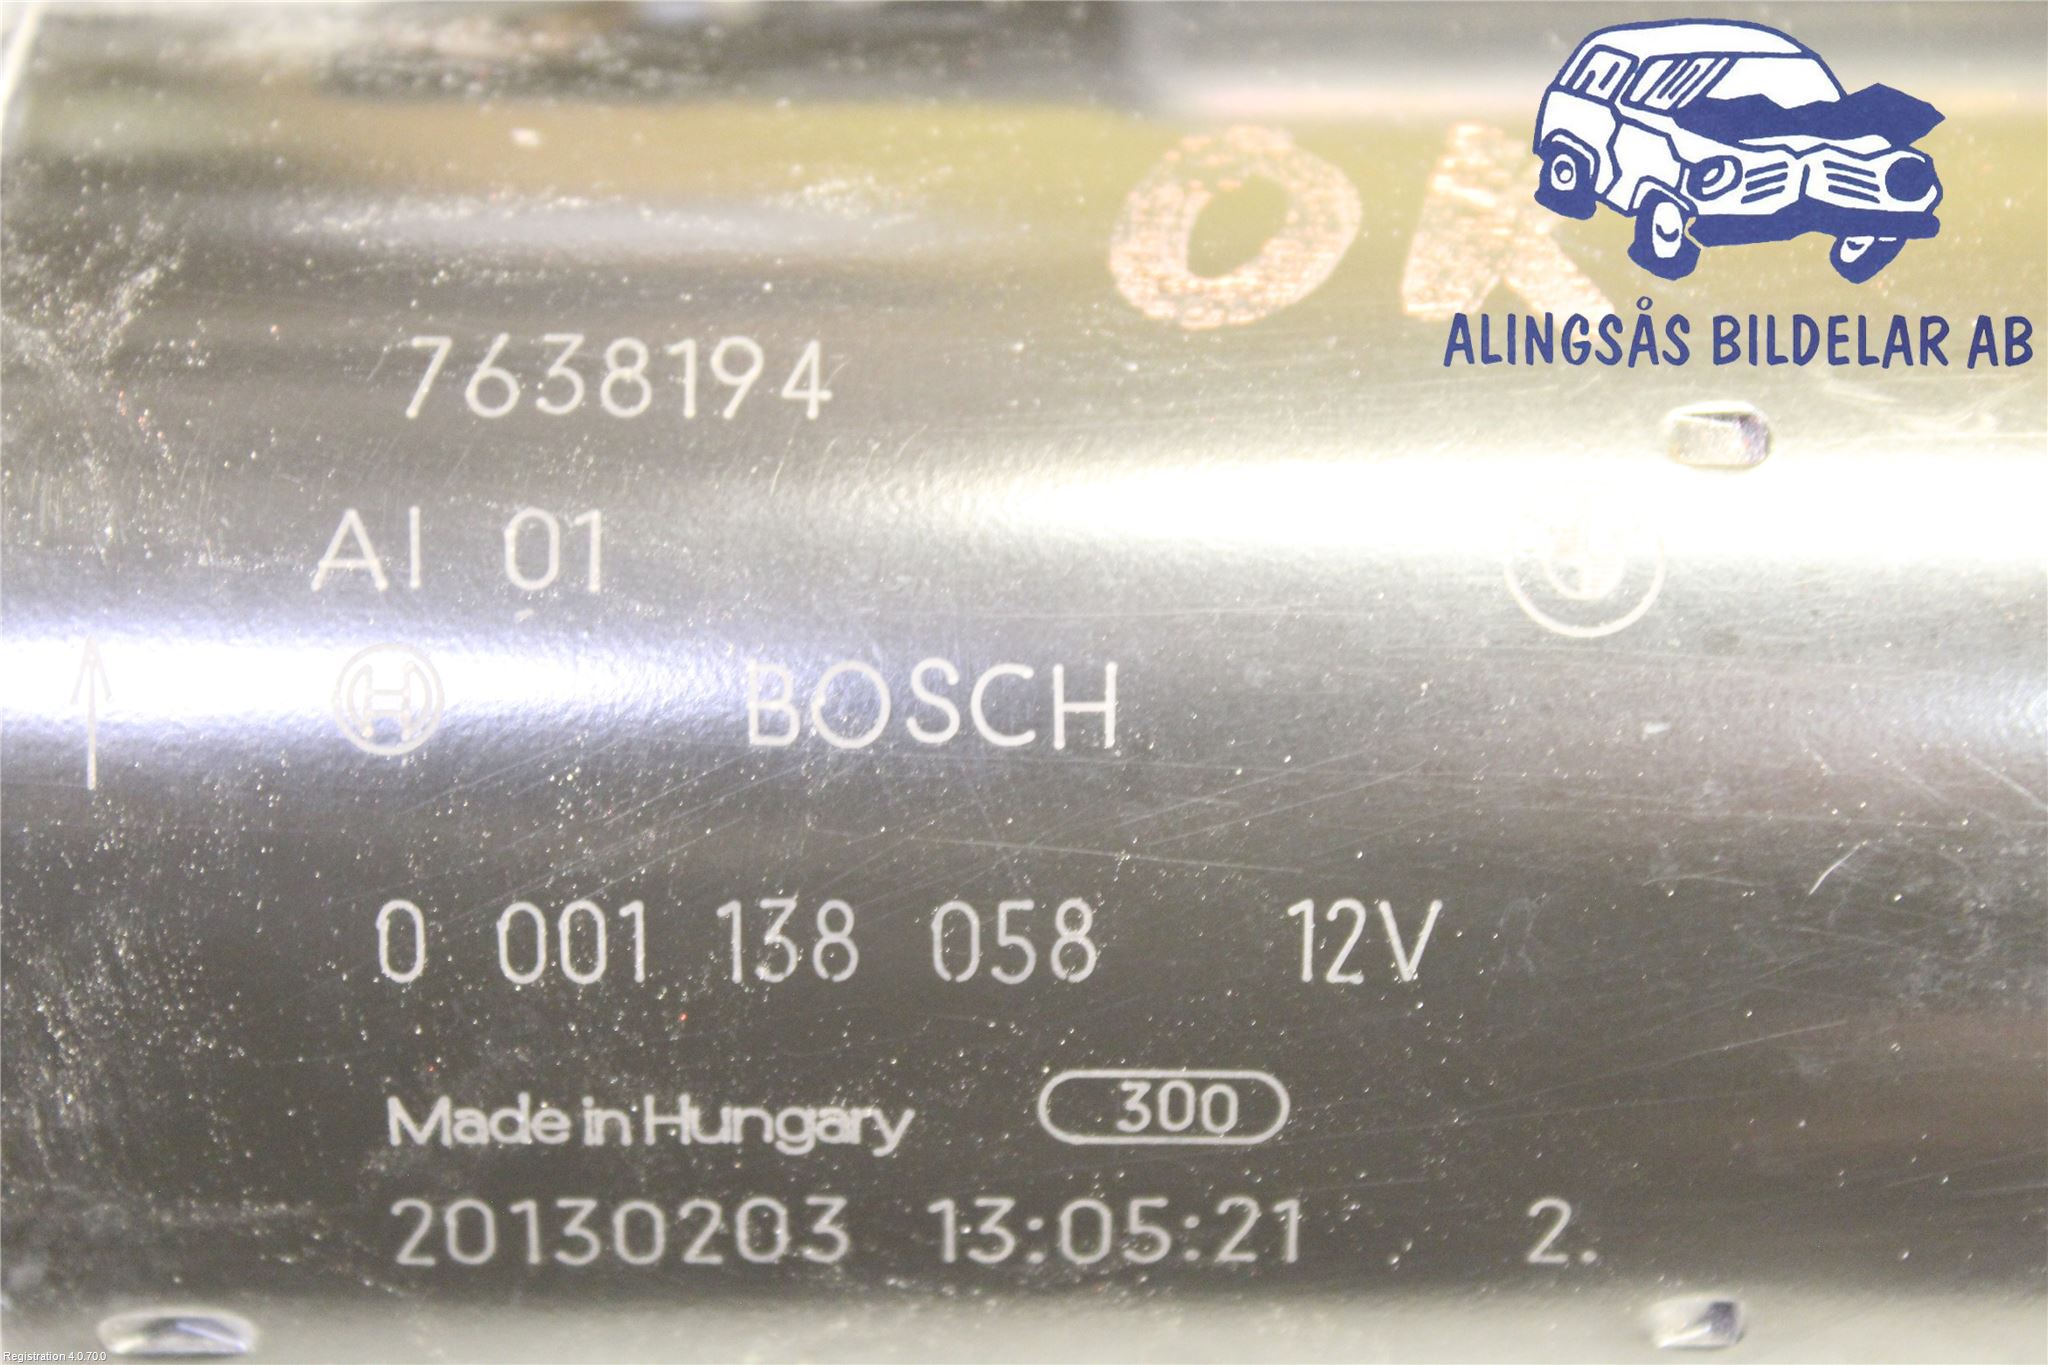 OK
ALINGSÅS BILDELAR AB
7638194
AI 01
BOSCH
0 001 138 058 12V
Made in Hungary 300
20130203 13:05:21 2.
Registration 4.0.70.0